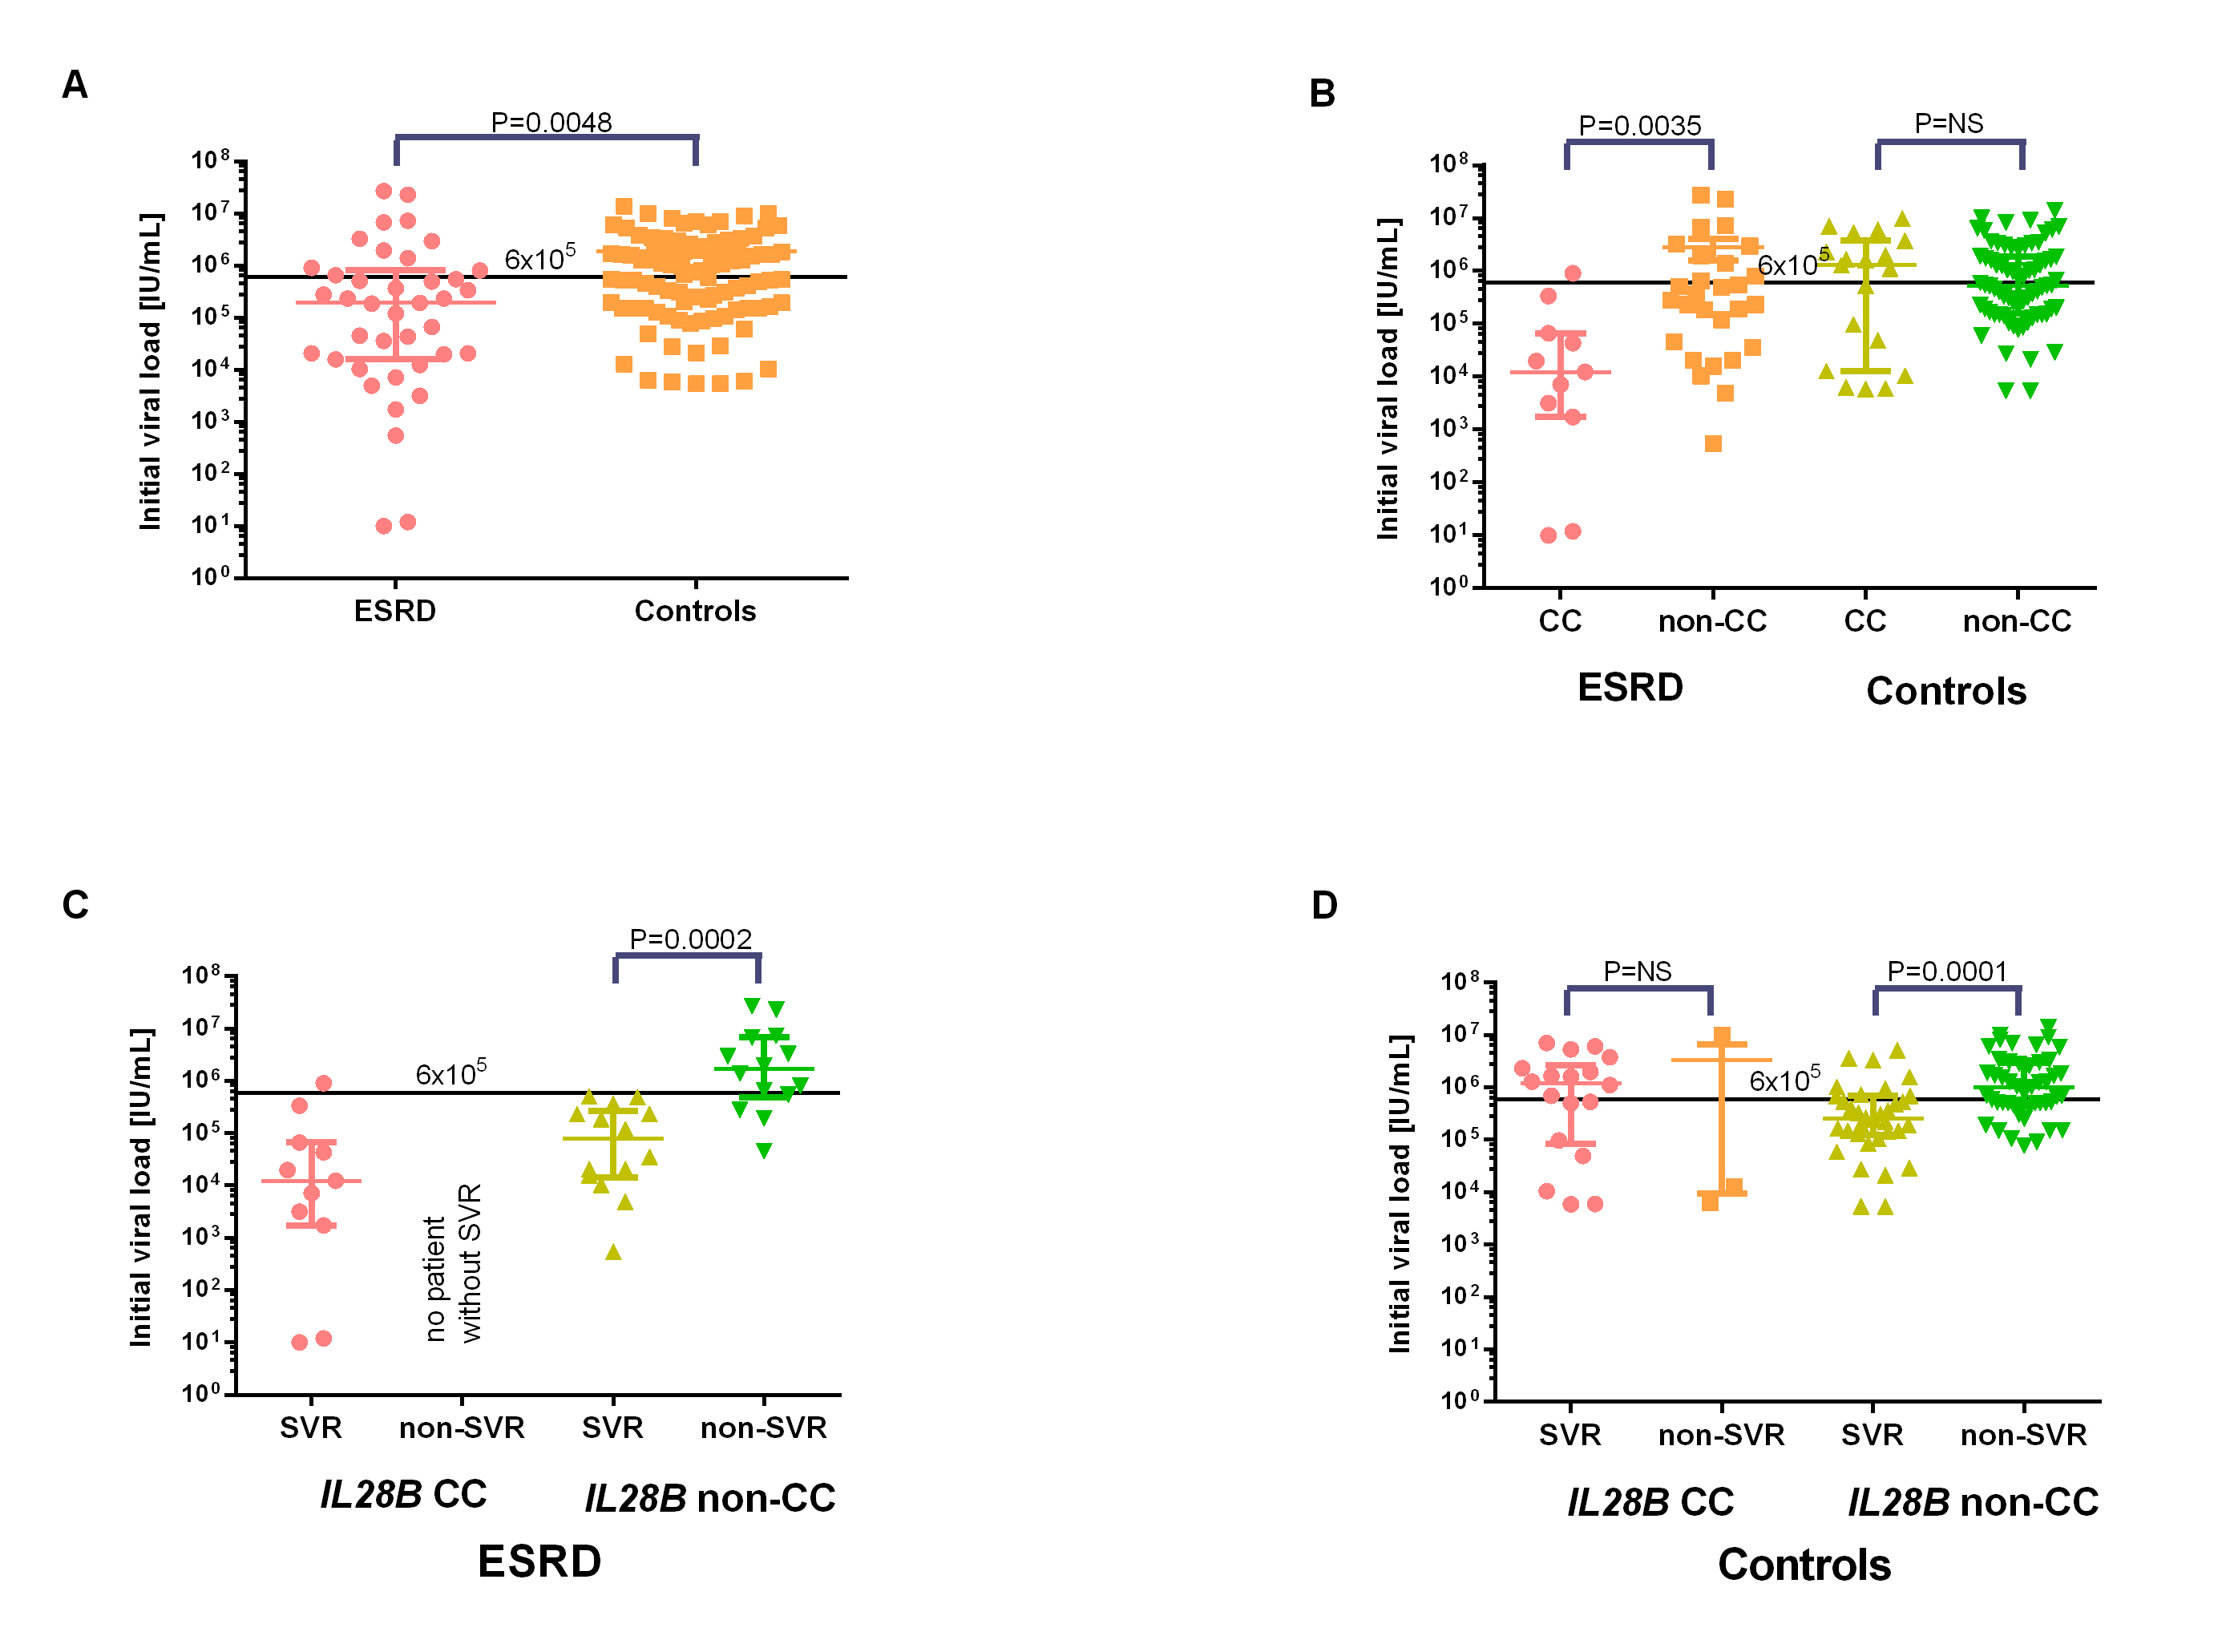 A
P=0.0048
Initial viral load [IU/mL]
10⁸
10⁷
10⁶
10⁵
10⁴
10³
10²
10¹
10⁰
6x10⁵
ESRD Controls
B
P=0.0035 P=NS
Initial viral load [IU/mL]
10⁸
10⁷
10⁶
10⁵
10⁴
10³
10²
10¹
10⁰
6x10⁵
CC non-CC CC non-CC
ESRD Controls
C
P=0.0002
Initial viral load [IU/mL]
10⁸
10⁷
10⁶
10⁵
10⁴
10³
10²
10¹
10⁰
6x10⁵
no patient
without SVR
SVR non-SVR SVR non-SVR
IL28B CC IL28B non-CC
ESRD
D
P=NS P=0.0001
Initial viral load [IU/mL]
10⁸
10⁷
10⁶
10⁵
10⁴
10³
10²
10¹
10⁰
6x10⁵
SVR non-SVR SVR non-SVR
IL28B CC IL28B non-CC
Controls